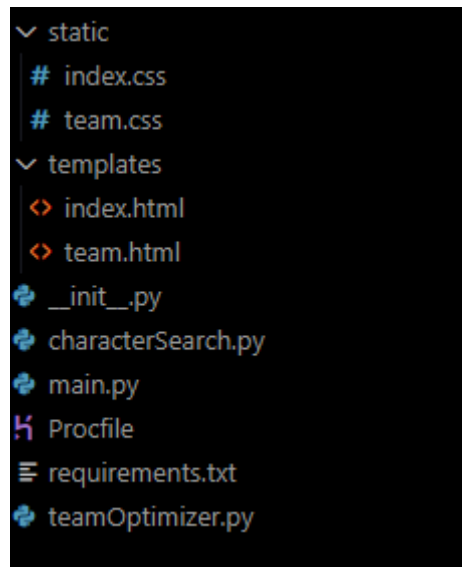 static
# index.css
# team.css
templates
<> index.html
<> team.html
__init__.py
characterSearch.py
main.py
Procfile
requirements.txt
teamOptimizer.py